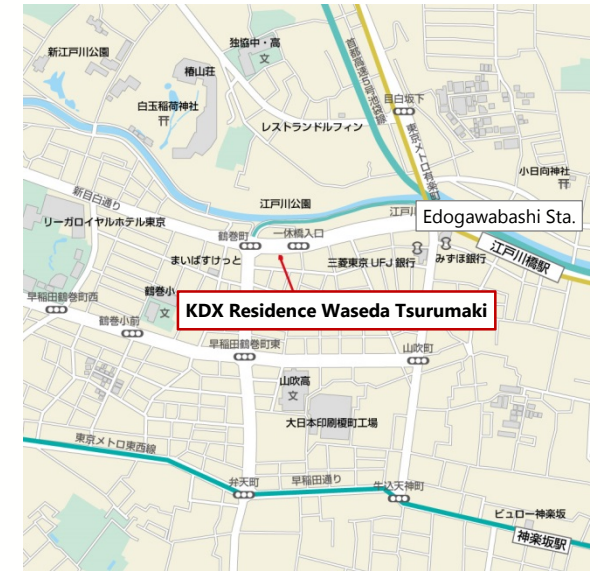 新江戸川公園
独協中・高
文
椿山荘
白玉稲荷神社
首都高速5号池袋線
目白坂下
レストランドルフィン
東京メトロ有楽町
小日向神社
新目白通り
江戸川公園
江戸川
Edogawabashi Sta.
リーガロイヤルホテル東京
鶴巻町
一休橋入口
まいばすけっと
三菱東京UFJ銀行
みずほ銀行
江戸川橋駅
早稲田鶴巻町西
鶴巻小
文
KDX Residence Waseda Tsurumaki
鶴巻小前
早稲田鶴巻町東
山吹町
山吹高
文
大日本印刷榎町工場
東京メトロ東西線
弁天町
早稲田通り
牛込天神町
ビュロー神楽坂
神楽坂駅